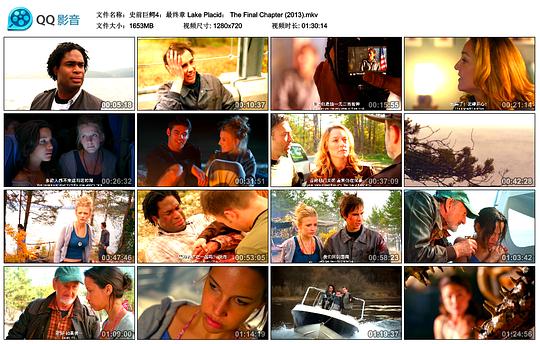 QQ影音
文件名称：史前巨鳄4：最终章 Lake Placid： The Final Chapter (2013).mkv
文件大小：1653MB 视频尺寸: 1280x720 视频时长: 01:30:14
00:05:18 00:10:37 00:15:55 00:21:14
00:26:32 00:31:51 00:37:09 00:42:28
00:47:46 00:53:05 00:58:23 01:03:42
01:09:00 01:14:19 01:19:37 01:24:56